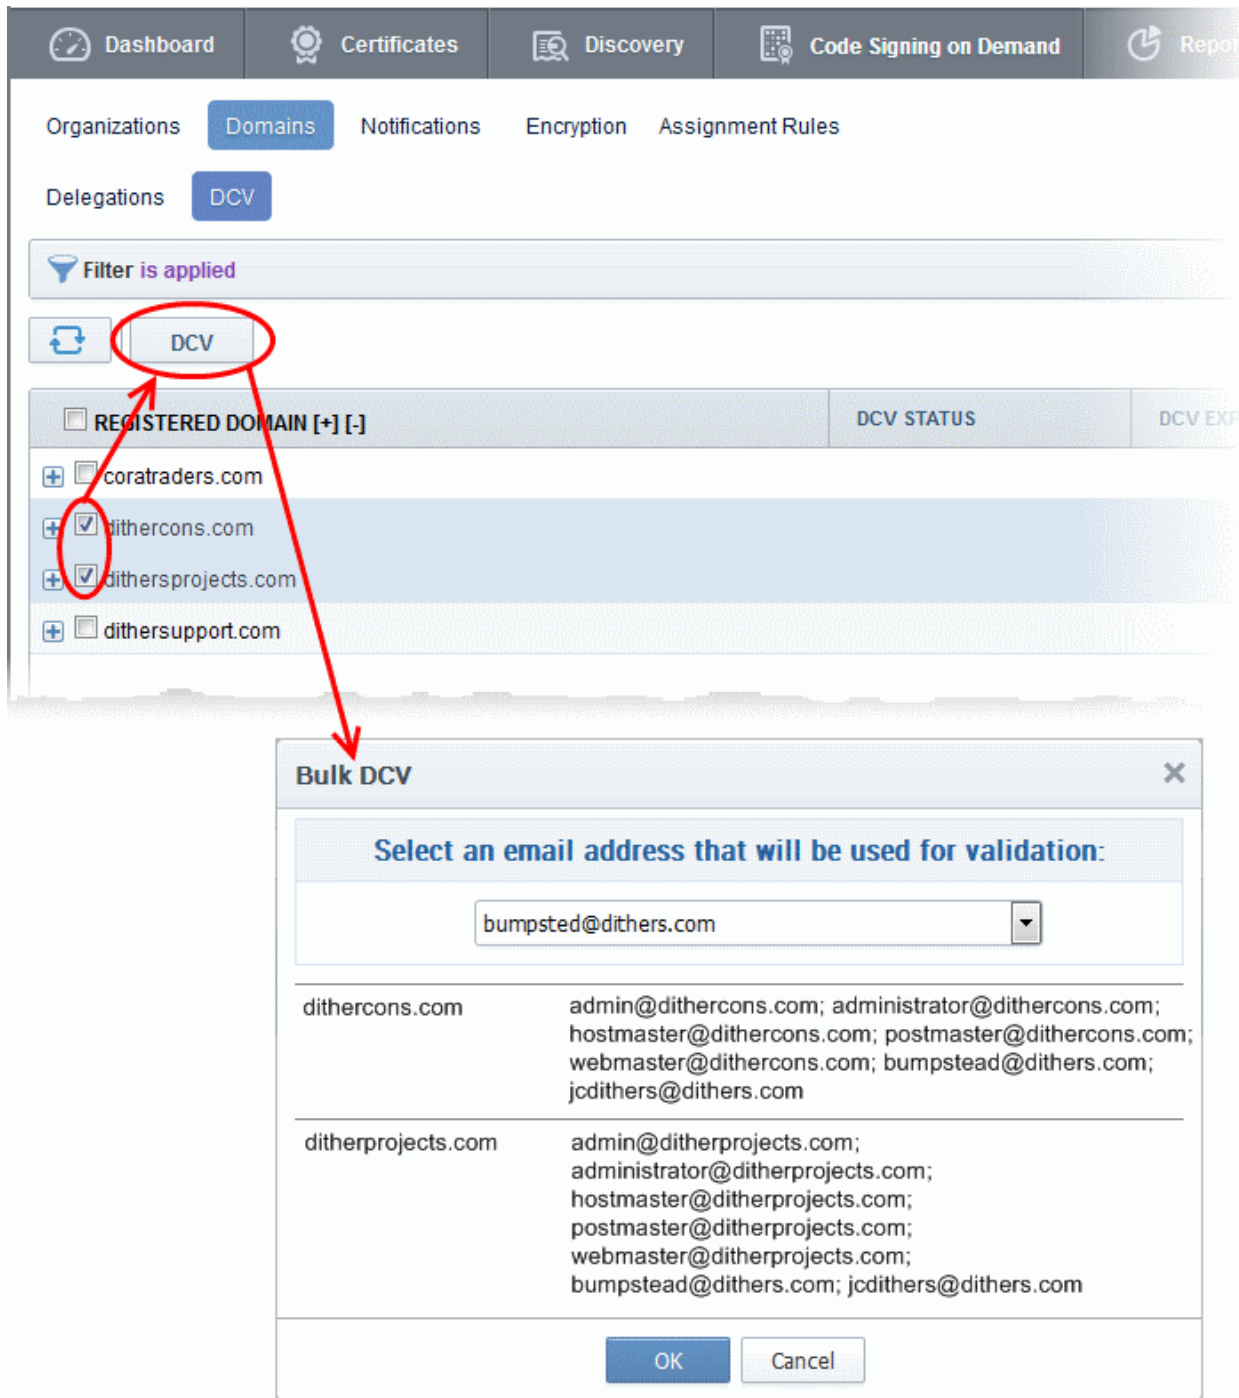 Dashboard Certificates Discovery Code Signing on Demand Repor
Organizations Domains Notifications Encryption Assignment Rules
Delegations DCV
Filter is applied
DCV
REGISTERED DOMAIN [+] [-] DCV STATUS DCV EXP
coratraders.com
dithercons.com
dithersprojects.com
dithersupport.com
Bulk DCV
Select an email address that will be used for validation:
bumpsted@dithers.com
dithercons.com admin@dithercons.com; administrator@dithercons.com;
hostmaster@dithercons.com; postmaster@dithercons.com;
webmaster@dithercons.com; bumpstead@dithers.com;
jcdithers@dithers.com
ditherprojects.com admin@ditherprojects.com;
administrator@ditherprojects.com;
hostmaster@ditherprojects.com;
postmaster@ditherprojects.com;
webmaster@ditherprojects.com;
bumpstead@dithers.com; jcdithers@dithers.com
OK Cancel